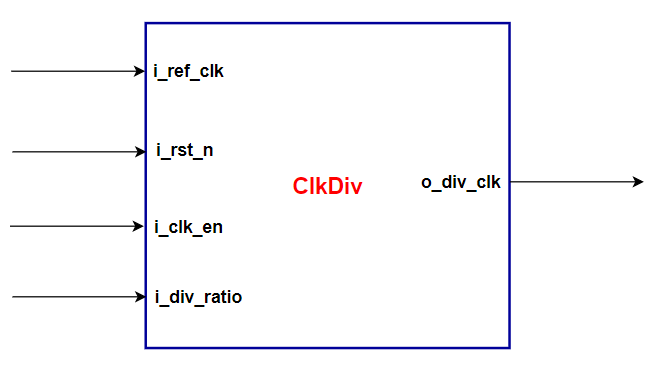 i_ref_clk
i_rst_n
ClkDiv
o_div_clk
i_clk_en
i_div_ratio